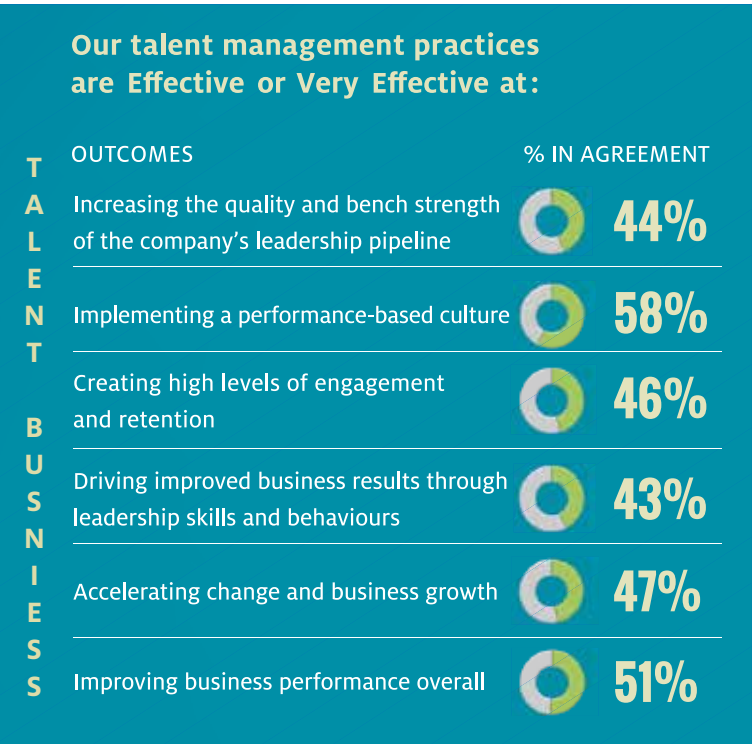 Our talent management practices
are Effective or Very Effective at:
OUTCOMES
% IN AGREEMENT
TALENT BUSNIESS
Increasing the quality and bench strength
of the company's leadership pipeline
44%
Implementing a performance-based culture
58%
Creating high levels of engagement
and retention
46%
Driving improved business results through
leadership skills and behaviours
43%
Accelerating change and business growth
47%
Improving business performance overall
51%